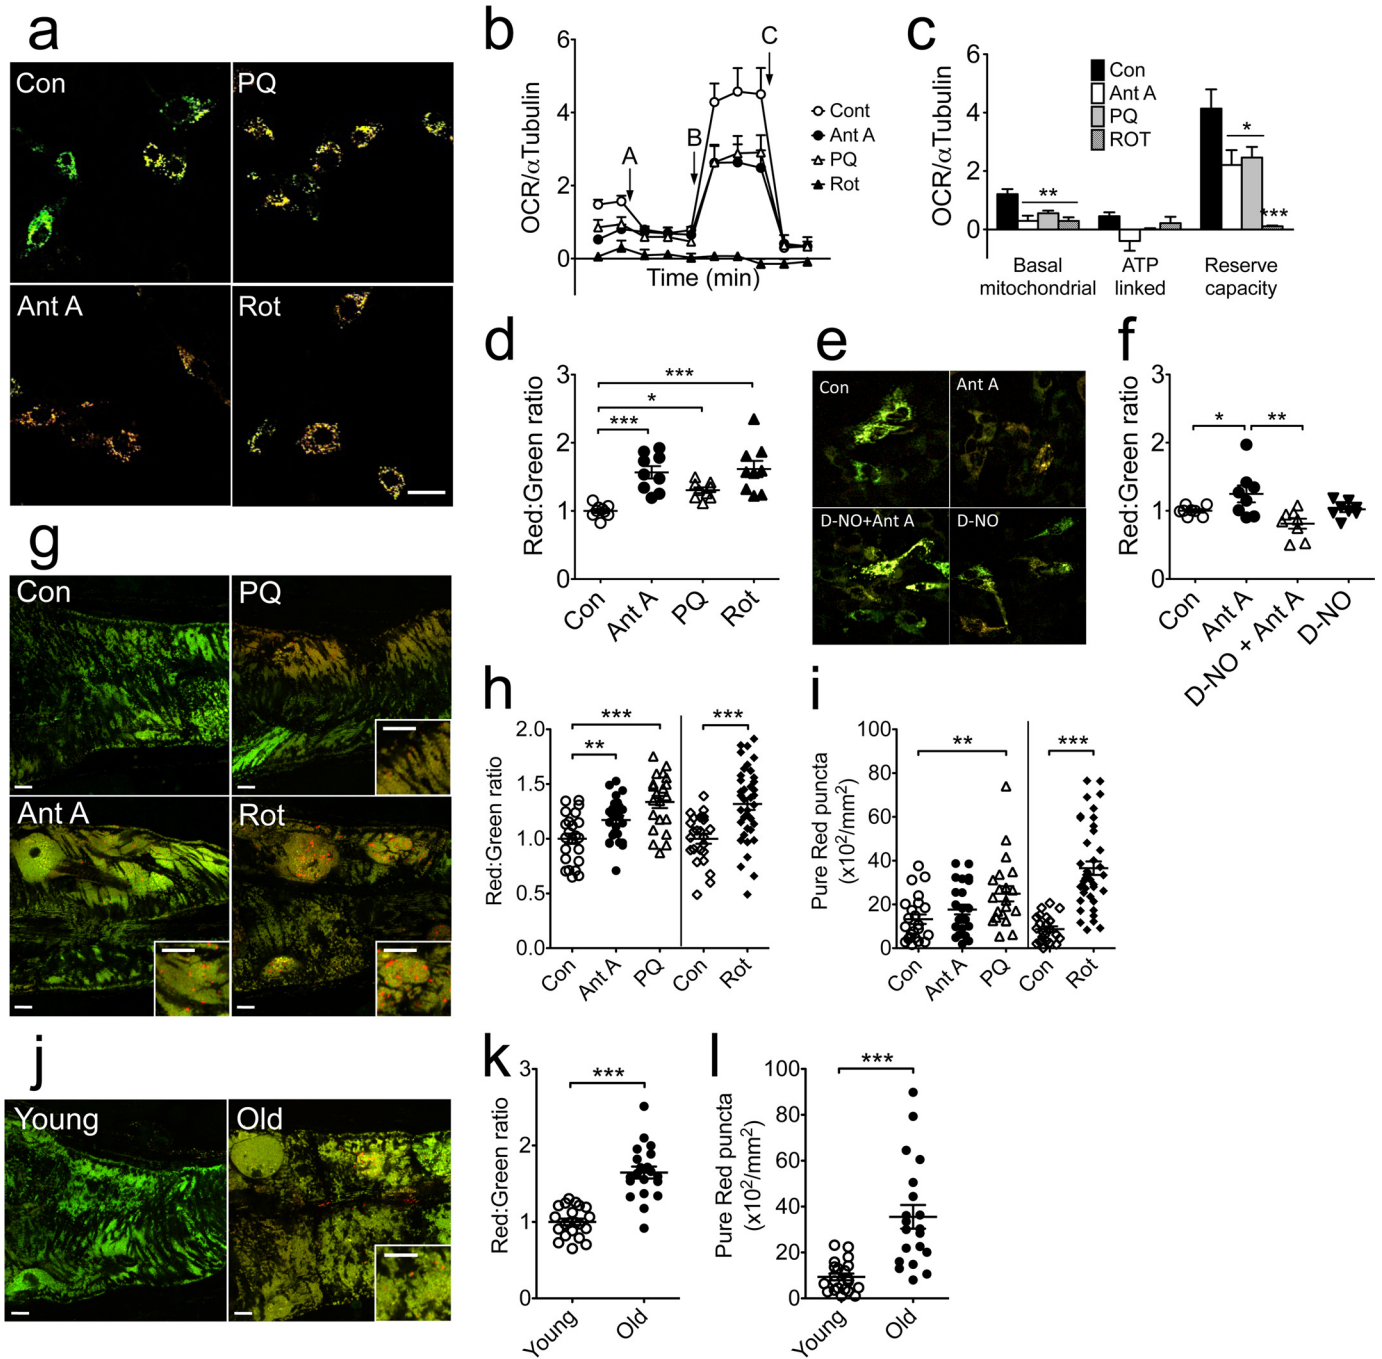 a
Con
PQ
Ant A
Rot
b
OCR/αTubulin
6
4
2
0
A
B
C
Time (min)
Cont
Ant A
PQ
Rot
c
OCR/αTubulin
6
4
2
0
Con
Ant A
PQ
ROT
**
*
***
Basal
mitochondrial
ATP
linked
Reserve
capacity
d
Red:Green ratio
3
2
1
0
***
*
***
Con
Ant A
PQ
Rot
e
Con
Ant A
D-NO+Ant A
D-NO
f
Red:Green ratio
3
2
1
0
*
**
Con
Ant A
D-NO + Ant A
D-NO
g
Con
PQ
Ant A
Rot
h
Red:Green ratio
2.0
1.5
1.0
0.5
0.0
***
**
***
Con
Ant A
PQ
Con
Rot
i
Pure Red puncta
(x10²/mm²)
100
80
60
40
20
0
**
***
Con
Ant A
PQ
Con
Rot
j
Young
Old
k
Red:Green ratio
3
2
1
0
***
Young
Old
l
Pure Red puncta
(x10²/mm²)
100
80
60
40
20
0
***
Young
Old